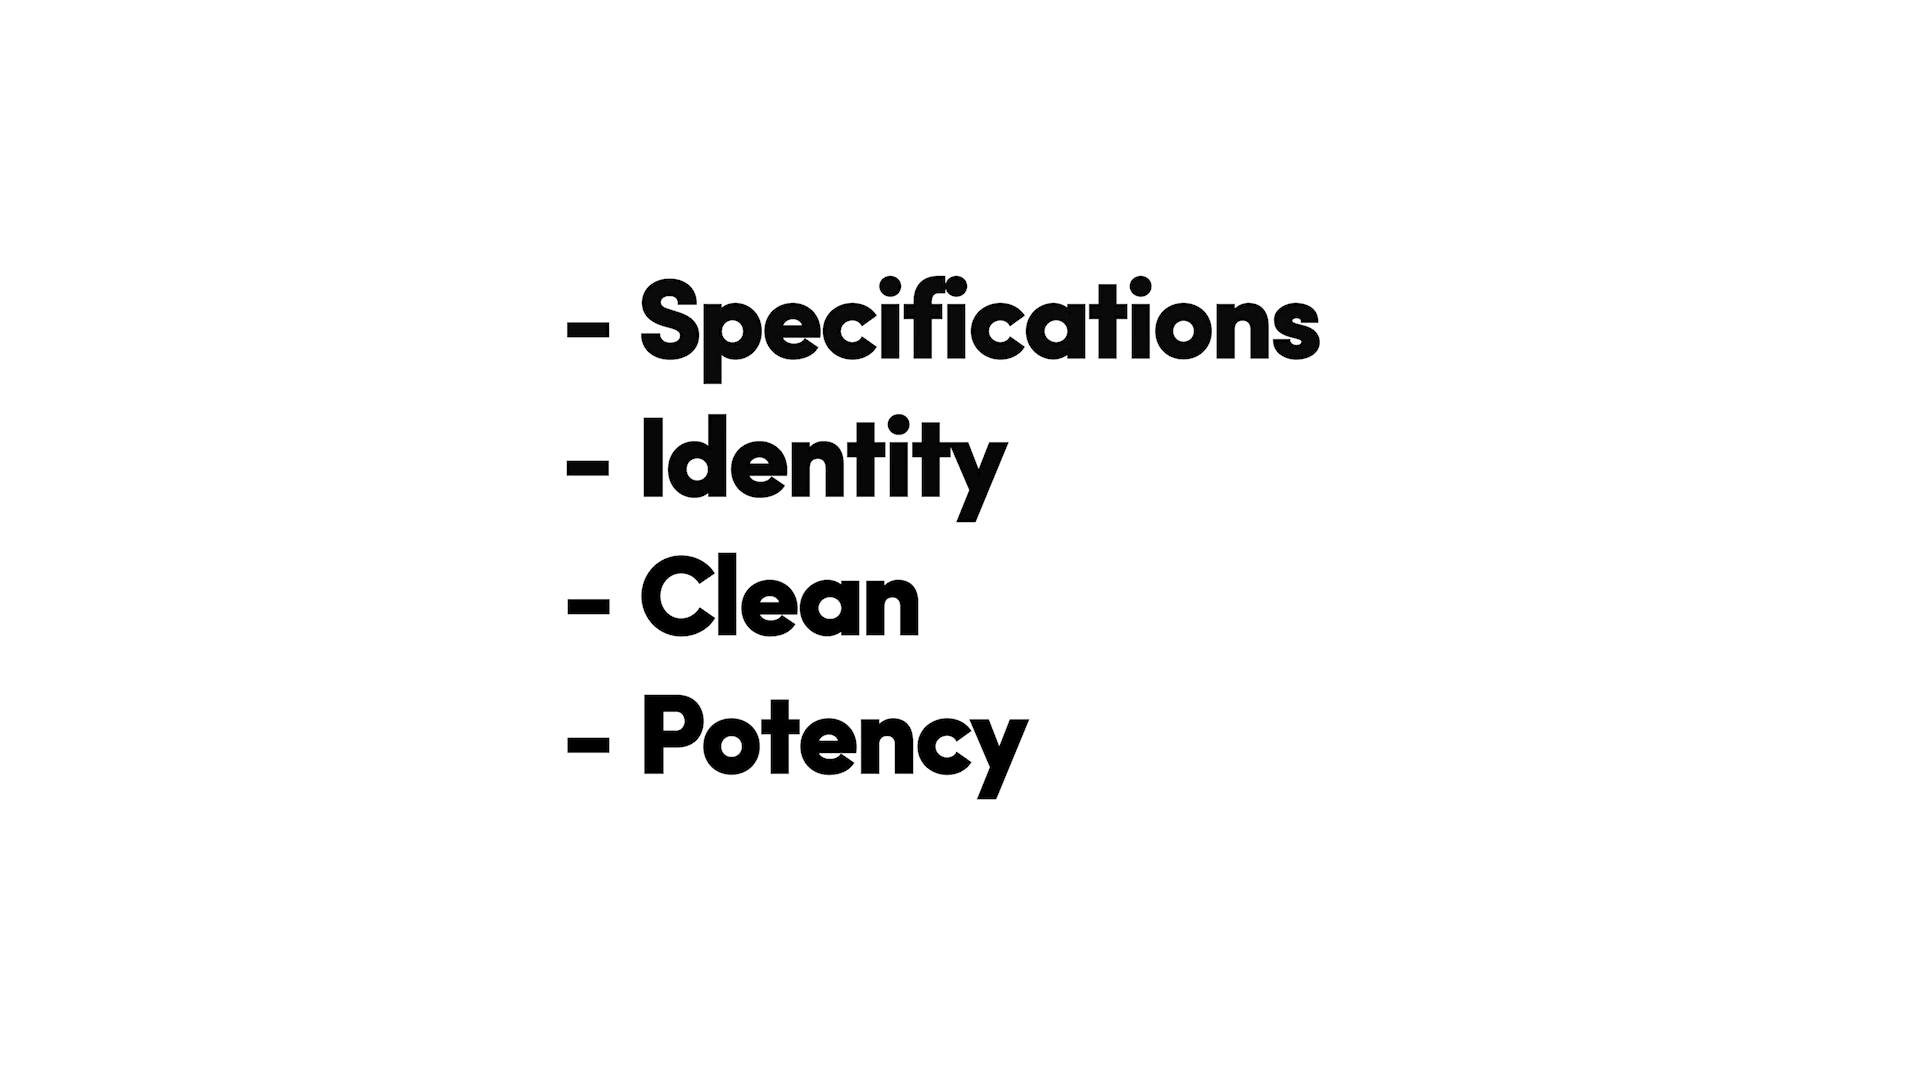 - Specifications
- Identity
- Clean
- Potency